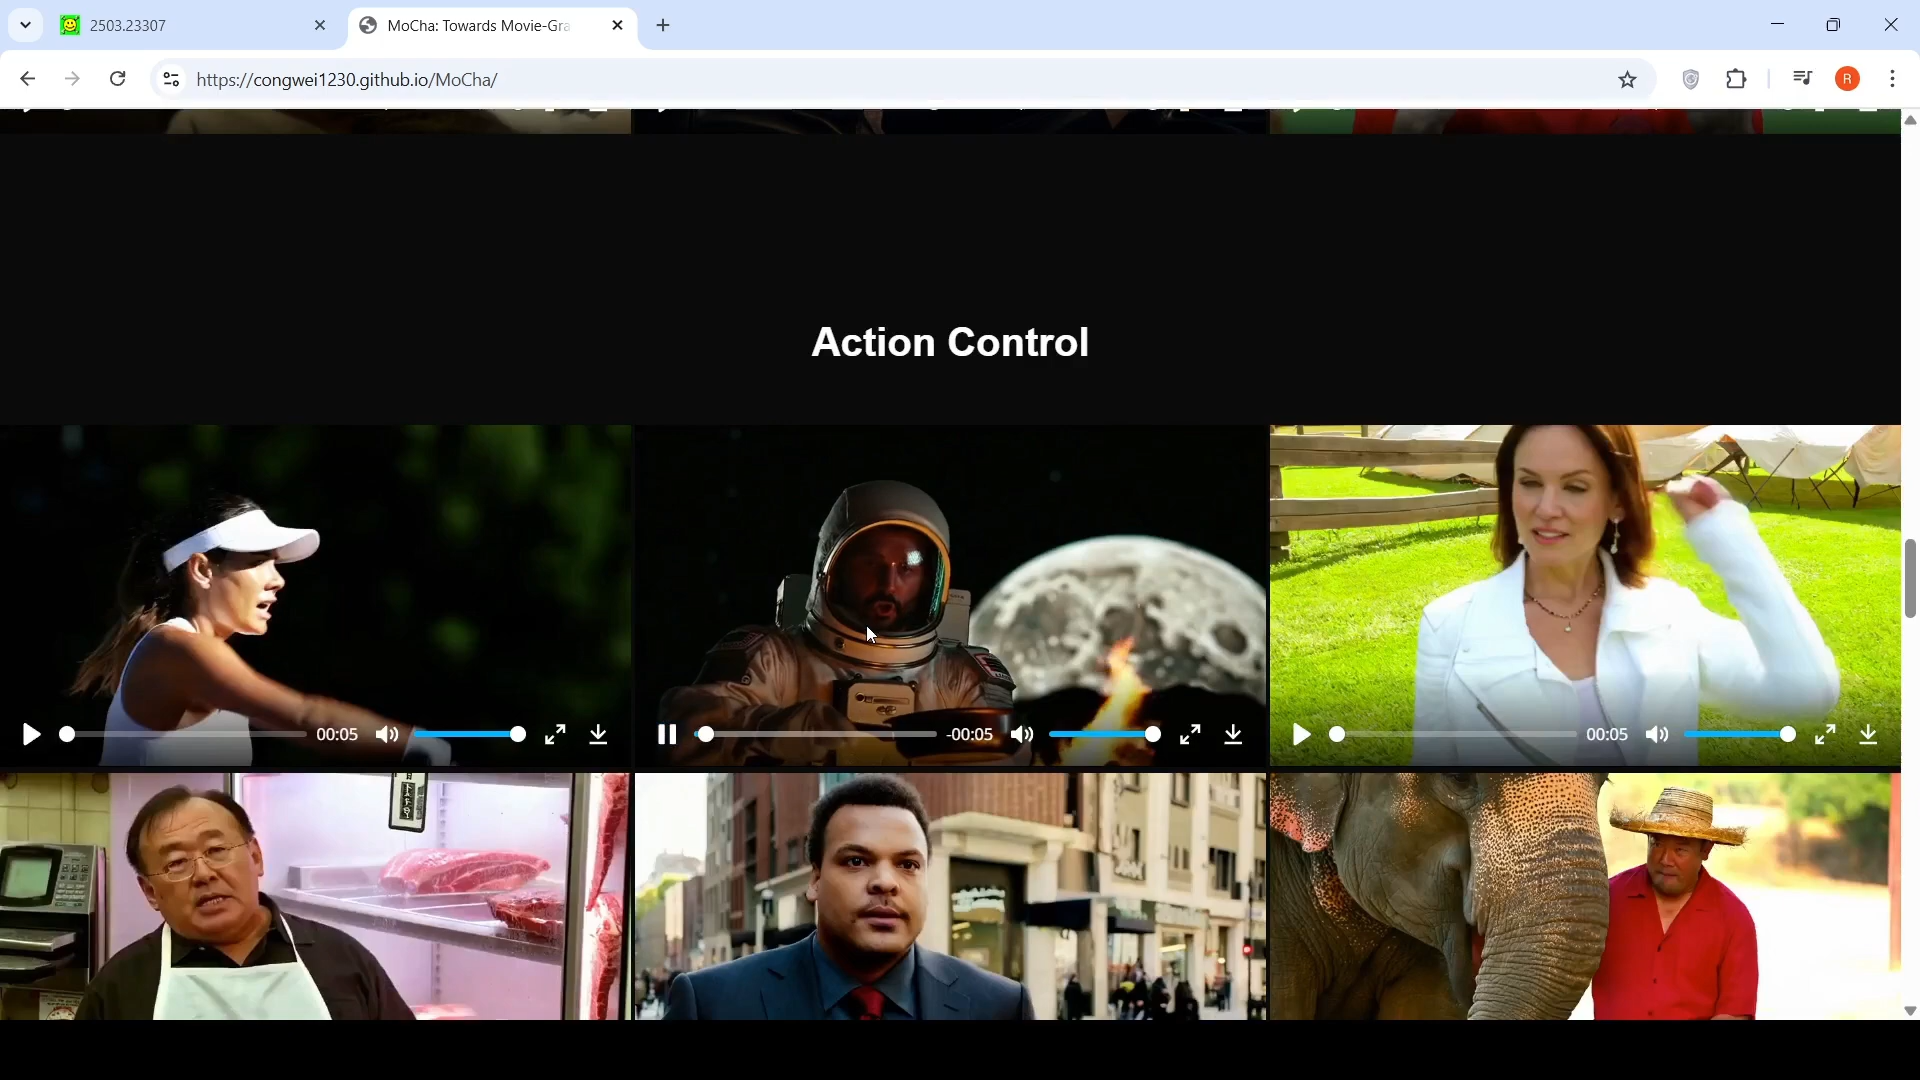 2503.23307
MoCha: Towards Movie-Gra
https://congwei1230.github.io/MoCha/
R
Action Control
00:05
-00:05
00:05